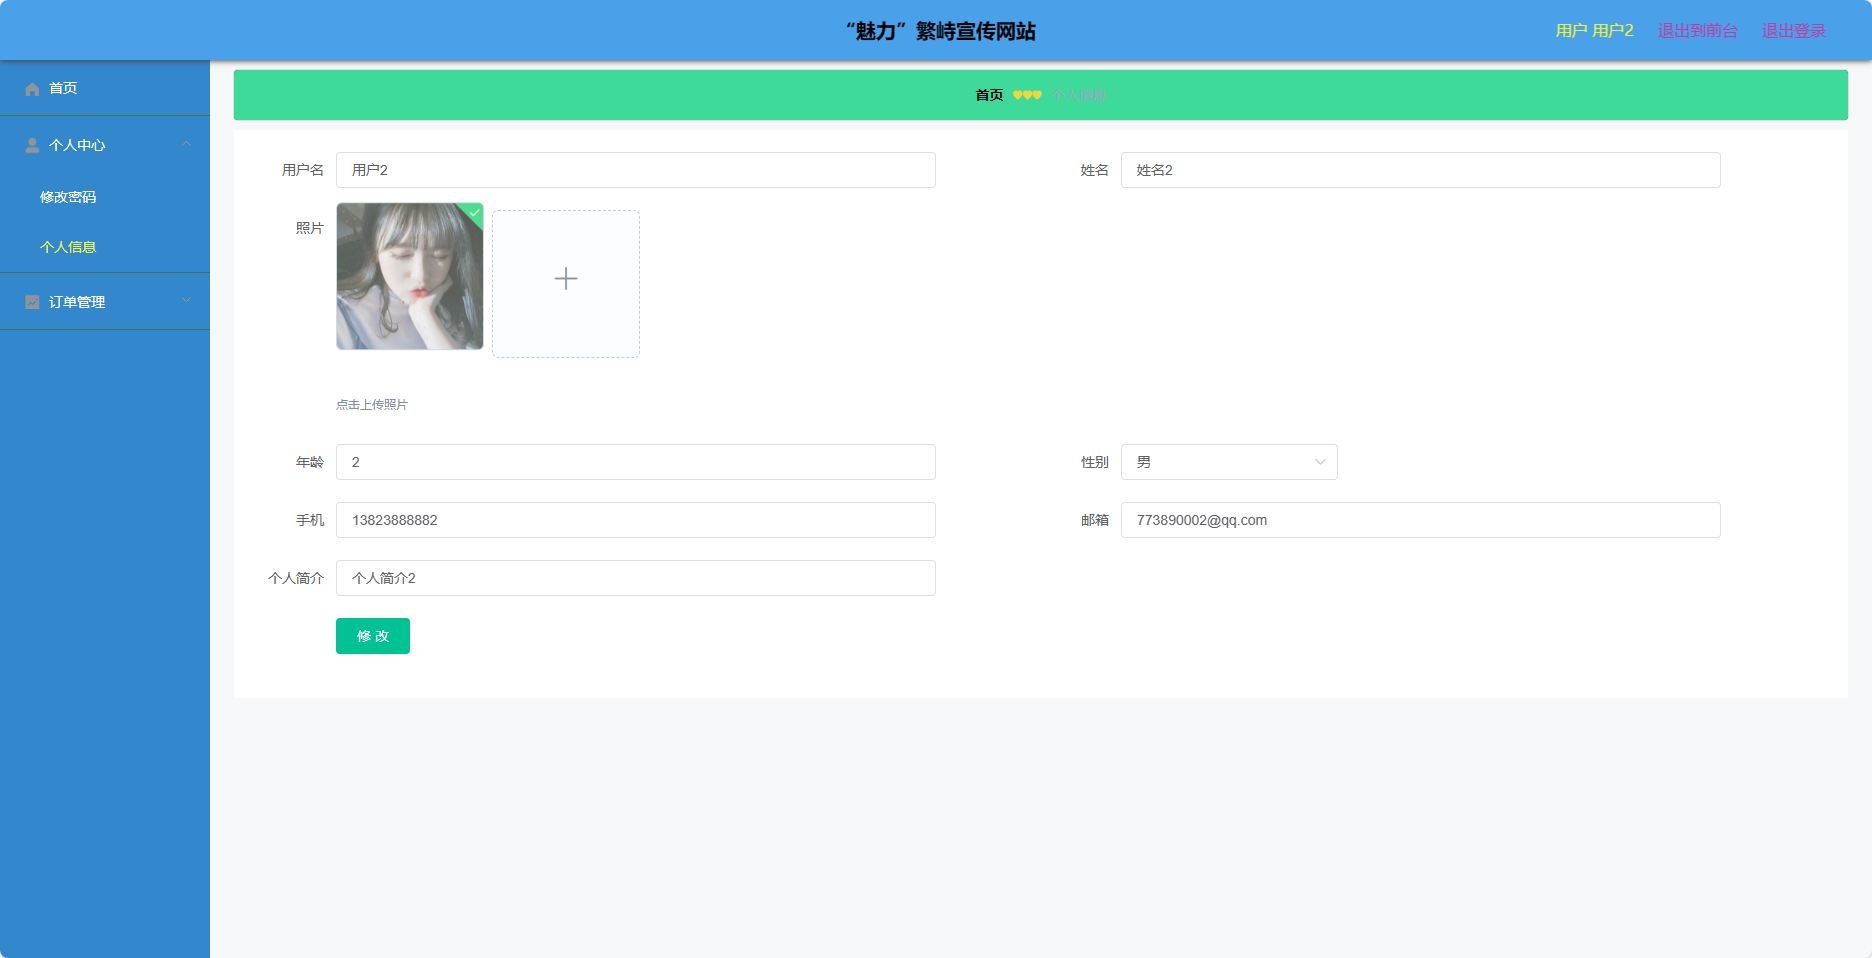 “魅力”繁峙宣传网站
用户 用户2 退出到前台 退出登录
首页
个人中心
修改密码
个人信息
订单管理
首页 个人信息
用户名 用户2 姓名 姓名2
照片
点击上传照片
年龄 2 性别 男
手机 13823888882 邮箱 773890002@qq.com
个人简介 个人简介2
修 改